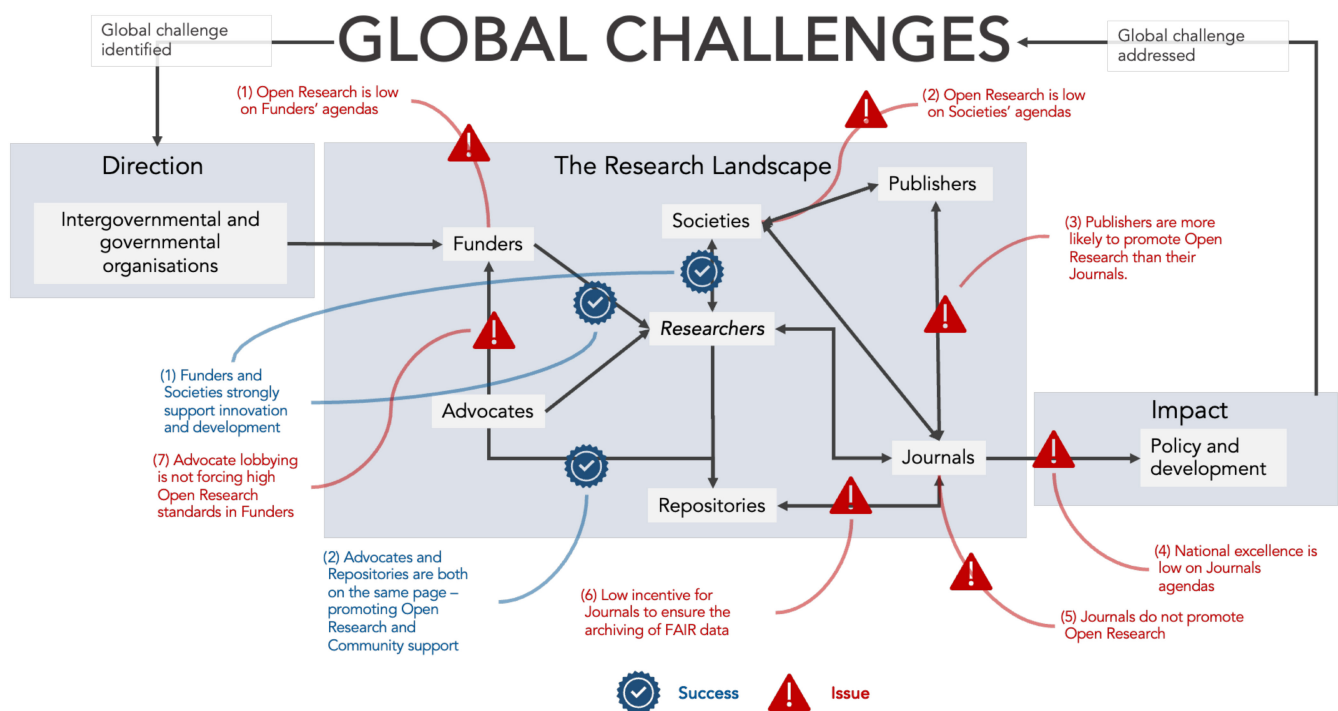 GLOBAL CHALLENGES
Global challenge
identified
Global challenge
addressed
(1) Open Research is low
on Funders' agendas
(2) Open Research is low
on Societies' agendas
Direction
Intergovernmental and
governmental
organisations
The Research Landscape
Publishers
Societies
Funders
(3) Publishers are more
likely to promote Open
Research than their
Journals.
Researchers
(1) Funders and
Societies strongly
support innovation
and development
Advocates
Impact
Journals
Policy and
development
(7) Advocate lobbying
is not forcing high
Open Research
standards in Funders
Repositories
(2) Advocates and
Repositories are both
on the same page –
promoting Open
Research and
Community support
(6) Low incentive for
Journals to ensure the
archiving of FAIR data
(4) National excellence is
low on Journals
agendas
(5) Journals do not promote
Open Research
Success
Issue